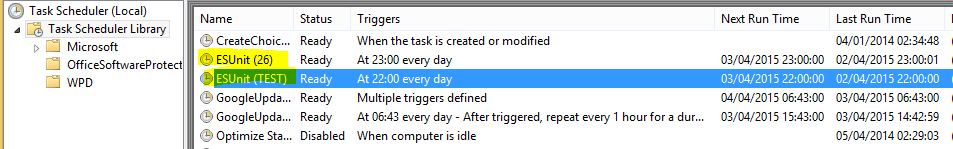 Task Scheduler (Local)
Task Scheduler Library
Microsoft
OfficeSoftwareProtect
WPD
Name Status Triggers Next Run Time Last Run Time
CreateChoic... Ready When the task is created or modified 04/01/2014 02:34:48
ESUnit (26) Ready At 23:00 every day 03/04/2015 23:00:00 02/04/2015 23:00:01
ESUnit (TEST) Ready At 22:00 every day 03/04/2015 22:00:00 02/04/2015 22:00:00
GoogleUpda... Ready Multiple triggers defined 04/04/2015 06:43:00 03/04/2015 06:43:00
GoogleUpda... Ready At 06:43 every day - After triggered, repeat every 1 hour for a dur... 03/04/2015 15:43:00 03/04/2015 14:42:59
Optimize Sta... Disabled When computer is idle 05/04/2014 02:29:03